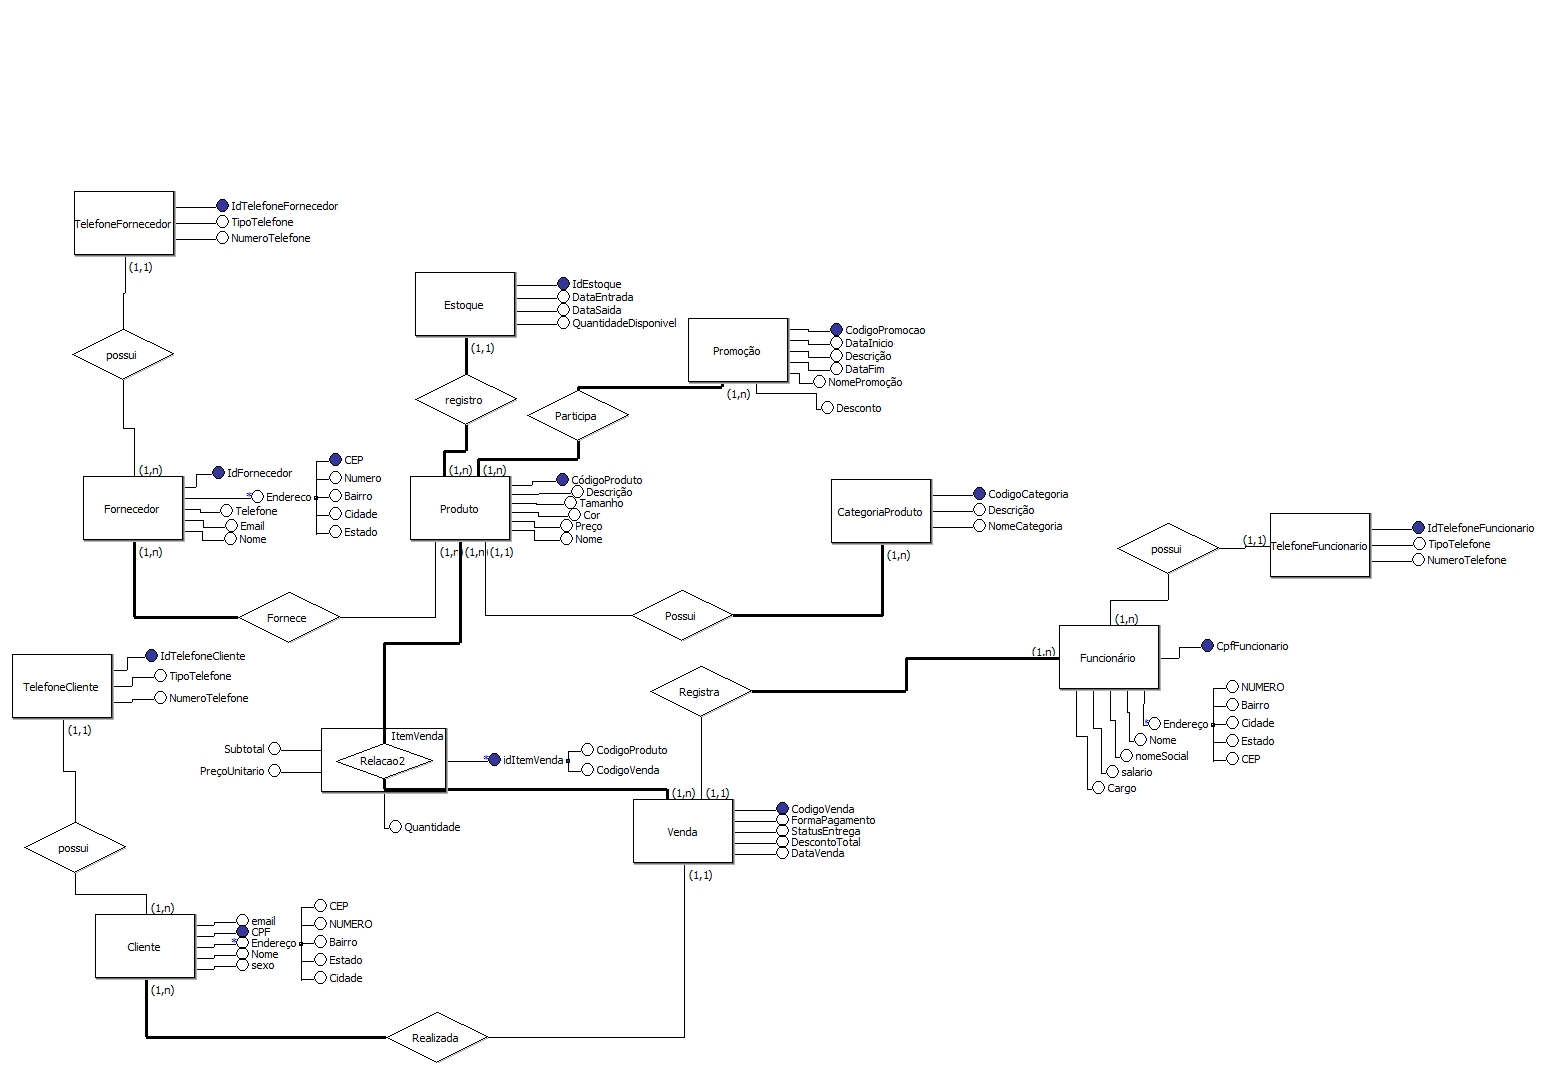 TelefoneFornecedor
IdTelefoneFornecedor
TipoTelefone
NumeroTelefone
(1,1)
possui
(1,n)
Fornecedor
IdFornecedor
Endereco
Telefone
Email
Nome
CEP
Numero
Bairro
Cidade
Estado
(1,n)
Fornece
Estoque
IdEstoque
DataEntrada
DataSaida
QuantidadeDisponivel
(1,1)
registro
(1,n)
Promoção
CodigoPromocao
DataInicio
Descrição
DataFim
NomePromoção
Desconto
(1,n)
Participa
(1,n)
Produto
CódigoProduto
Descrição
Tamanho
Cor
Preço
Nome
(1,n)
(1,n)
(1,1)
CategoriaProduto
CodigoCategoria
Descrição
NomeCategoria
(1,n)
Possui
TelefoneFuncionario
IdTelefoneFuncionario
TipoTelefone
NumeroTelefone
(1,1)
possui
(1,n)
Funcionário
CpfFuncionario
Endereço
Nome
nomeSocial
salario
Cargo
NUMERO
Bairro
Cidade
Estado
CEP
(1,n)
Registra
TelefoneCliente
IdTelefoneCliente
TipoTelefone
NumeroTelefone
(1,1)
possui
(1,n)
ItemVenda
Relacao2
Subtotal
PreçoUnitario
Quantidade
idItemVenda
CodigoProduto
CodigoVenda
(1,n)
(1,1)
Venda
CodigoVenda
FormaPagamento
StatusEntrega
DescontoTotal
DataVenda
(1,1)
Cliente
email
CPF
Endereço
Nome
sexo
CEP
NUMERO
Bairro
Estado
Cidade
(1,n)
Realizada